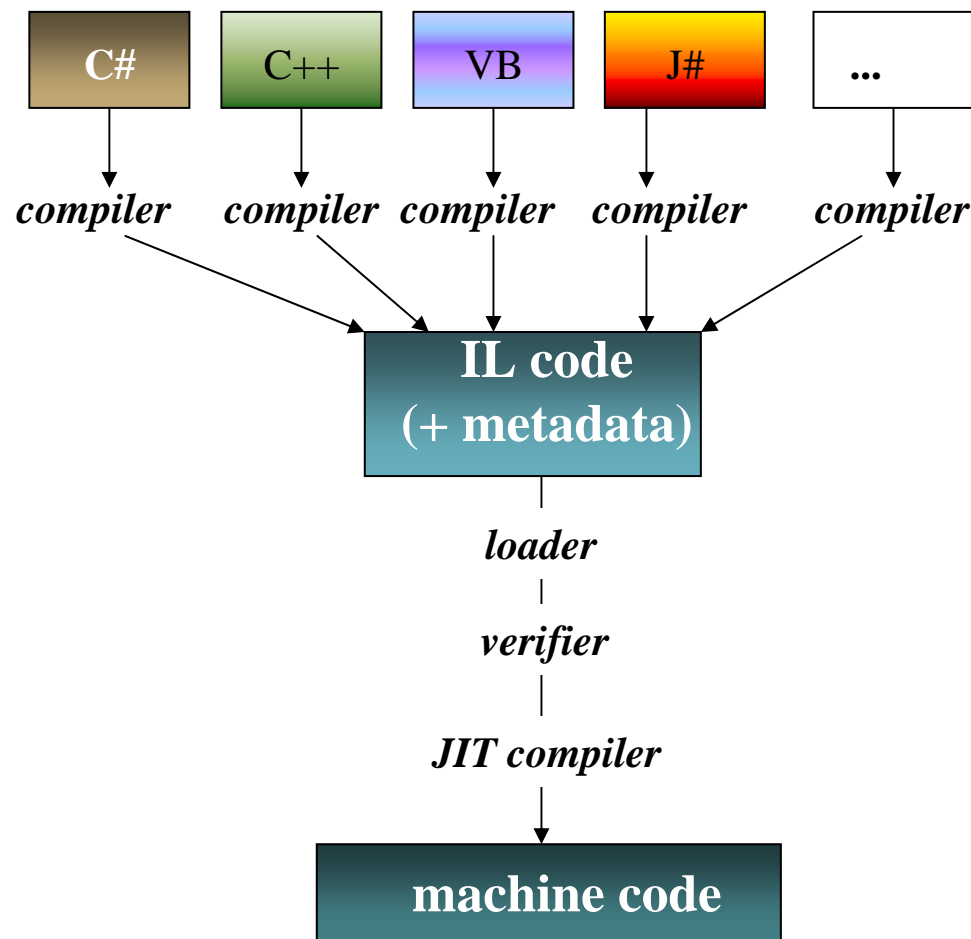 C# C++ VB J# ...
compiler compiler compiler compiler compiler
IL code
(+ metadata)
loader
verifier
JIT compiler
machine code